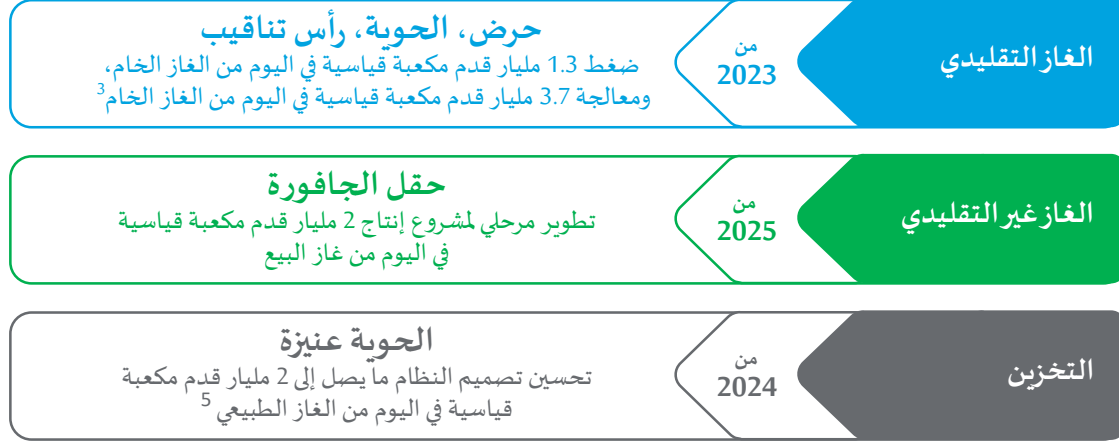 الغاز التقليدي
من
2023
حرض، الحوية، رأس تناقيب
ضغط 1.3 مليار قدم مكعبة قياسية في اليوم من الغاز الخام،
ومعالجة 3.7 مليار قدم مكعبة قياسية في اليوم من الغاز الخام3
الغاز غير التقليدي
من
2025
حقل الجافورة
تطوير مرحلي لمشروع إنتاج 2 مليار قدم مكعبة قياسية
في اليوم من غاز البيع
التخزين
من
2024
الحوية عنيزة
تحسين تصميم النظام ما يصل إلى 2 مليار قدم مكعبة
قياسية في اليوم من الغاز الطبيعي 5